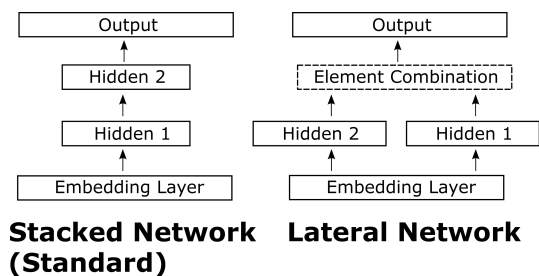 Output
Hidden 2
Hidden 1
Embedding Layer
Stacked Network
(Standard)
Output
Element Combination
Hidden 2
Hidden 1
Embedding Layer
Lateral Network